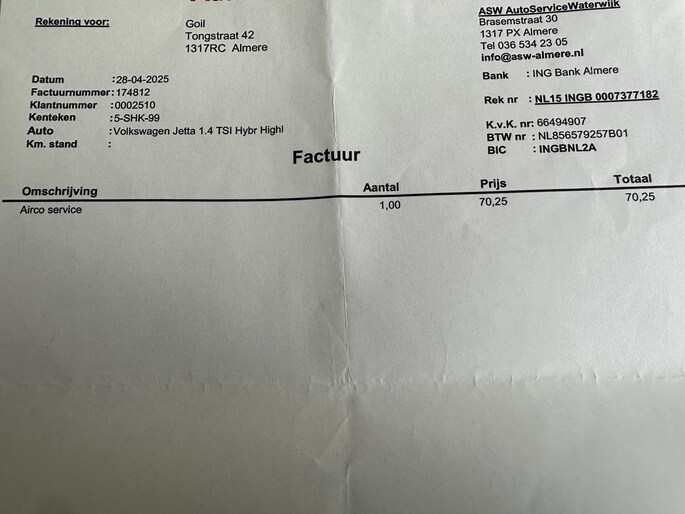 Rekening voor:
Goil
Tongstraat 42
1317RC Almere
ASW AutoServiceWaterwijk
Brasemstraat 30
1317 PX Almere
Tel 036 534 23 05
info@asw-almere.nl
Bank : ING Bank Almere
Rek nr : NL15 INGB 0007377182
K.v.K. nr: 66494907
BTW nr : NL856579257B01
BIC : INGBNL2A
Datum :28-04-2025
Factuurnummer :174812
Klantnummer :0002510
Kenteken :5-SHK-99
Auto :Volkswagen Jetta 1.4 TSI Hybr Highl
Km. stand :
Factuur
Omschrijving Aantal Prijs Totaal
Airco service 1,00 70,25 70,25